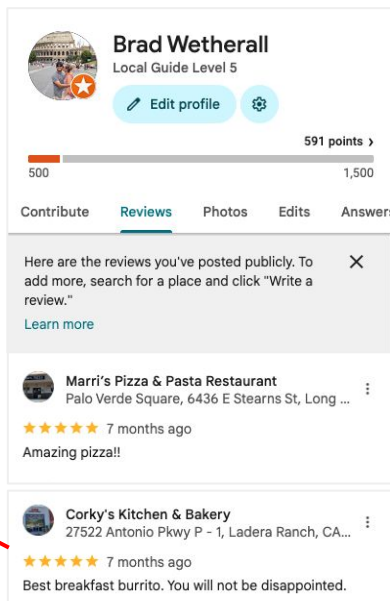 Brad Wetherall
Local Guide Level 5
Edit profile
591 points ›
500 1,500
Contribute Reviews Photos Edits Answers
Here are the reviews you've posted publicly. To
add more, search for a place and click "Write a
review."
Learn more
Marri's Pizza & Pasta Restaurant
Palo Verde Square, 6436 E Stearns St, Long ...
7 months ago
Amazing pizza!!
Corky's Kitchen & Bakery
27522 Antonio Pkwy P - 1, Ladera Ranch, CA...
7 months ago
Best breakfast burrito. You will not be disappointed.